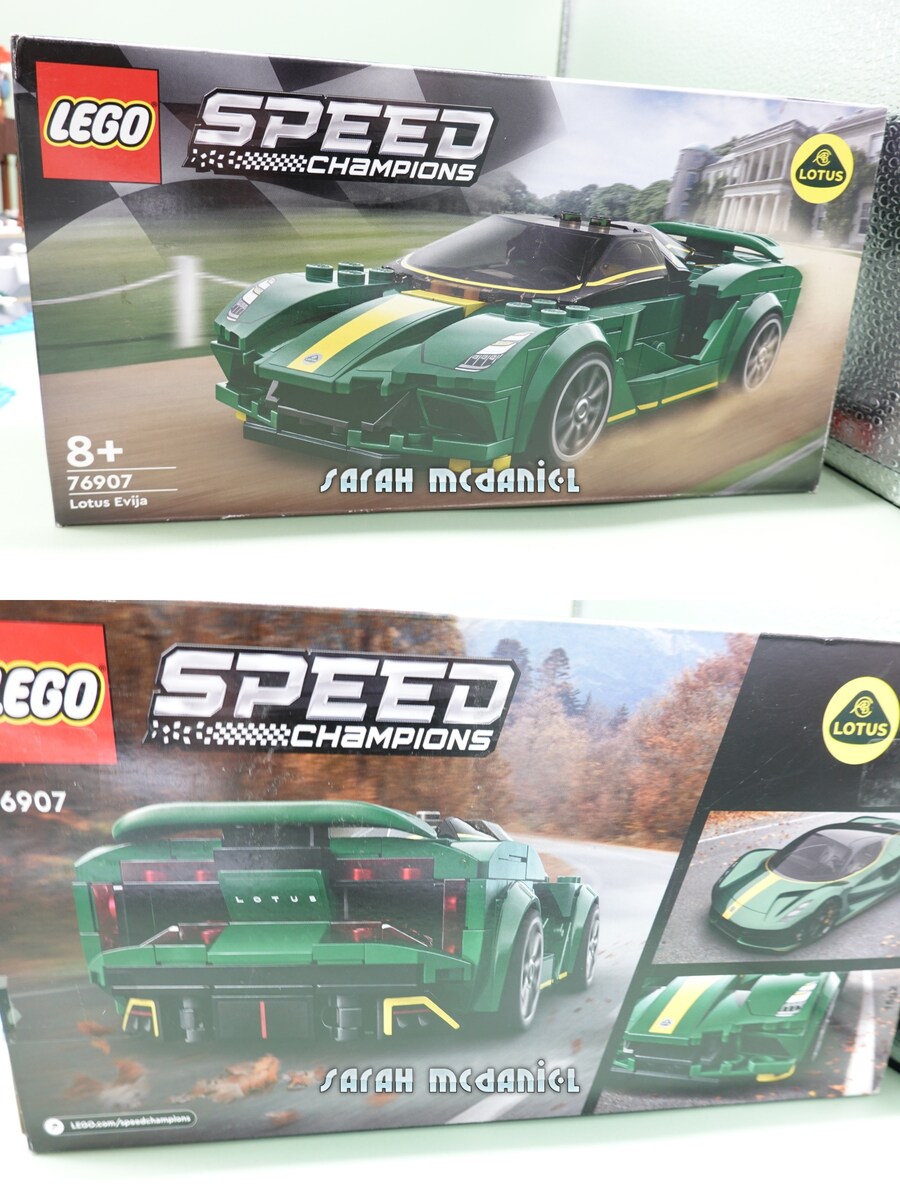 LEGO
SPEED
CHAMPIONS
LOTUS
8+
76907
Lotus Evija
SARAH McdANIEL
LEGO
SPEED
CHAMPIONS
LOTUS
6907
LOTUS
SARAH McdANIEL
LEGO.com/speedchampions